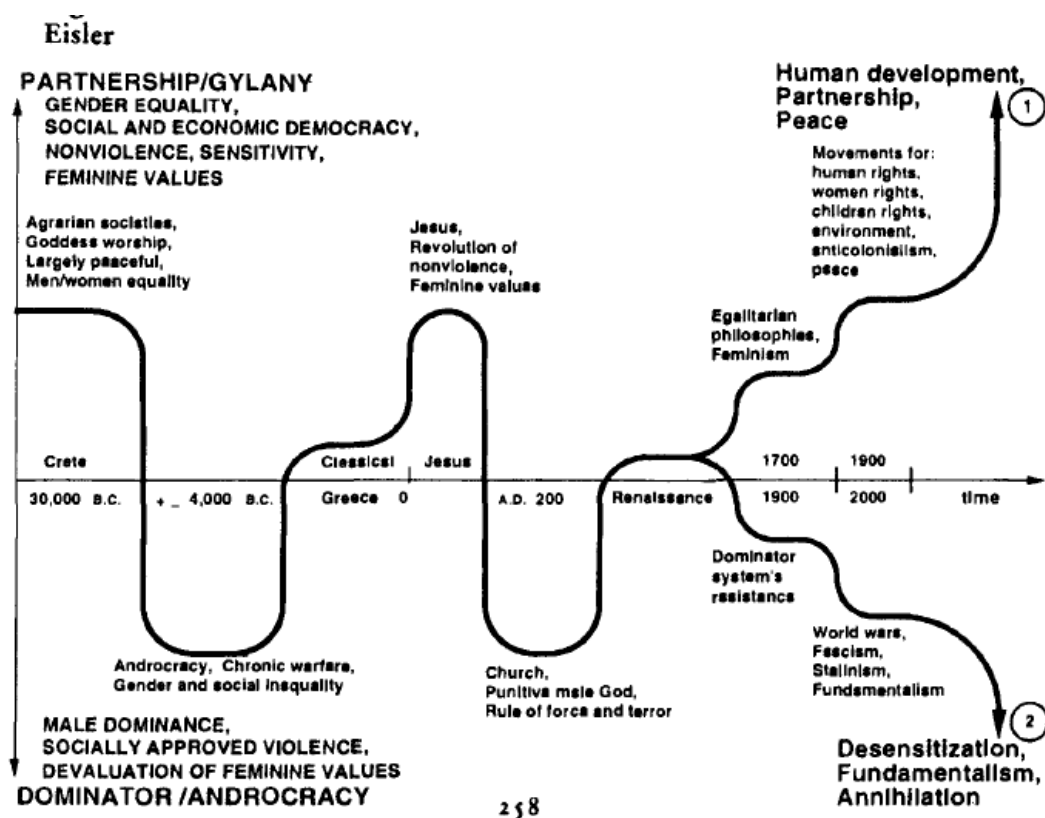 Eisler
PARTNERSHIP/GYLANY
GENDER EQUALITY,
SOCIAL AND ECONOMIC DEMOCRACY,
NONVIOLENCE, SENSITIVITY,
FEMININE VALUES
Human development,
Partnership,
Peace
1
Movements for:
human rights,
women rights,
children rights,
environment,
anticolonialism,
peace
Agrarian societies,
Goddess worship,
Largely peaceful,
Men/women equality
Jesus,
Revolution of
nonviolence,
Feminine values
Egalitarian
philosophies,
Feminism
Crete
Classical
Jesus
1700
1900
30,000 B.C.
+ _ 4,000 B.C.
Greece
0
A.D. 200
Renaissance
1900
2000
time
Dominator
system's
resistance
Androcracy, Chronic warfare,
Gender and social inequality
Church,
Punitive male God,
Rule of force and terror
World wars,
Fascism,
Stalinism,
Fundamentalism
MALE DOMINANCE,
SOCIALLY APPROVED VIOLENCE,
DEVALUATION OF FEMININE VALUES
DOMINATOR /ANDROCRACY
2
Desensitization,
Fundamentalism,
Annihilation
258